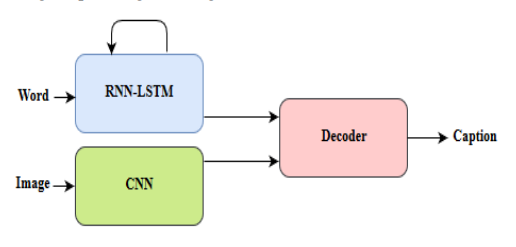 Word
RNN-LSTM
Decoder
Caption
Image
CNN